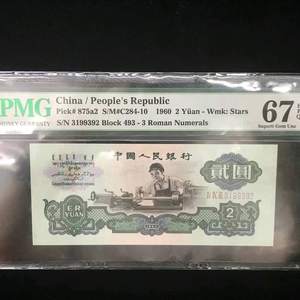 PMG
China / People's Republic
Pick# 875a2 S/M#C284-10 1960 2 Yüan - Wmk: Stars
S/N 3199392 Block 493 - 3 Roman Numerals
67
Superb Gem Unc
中國人民銀行
貳圓
3199392
ER
YUAN
2